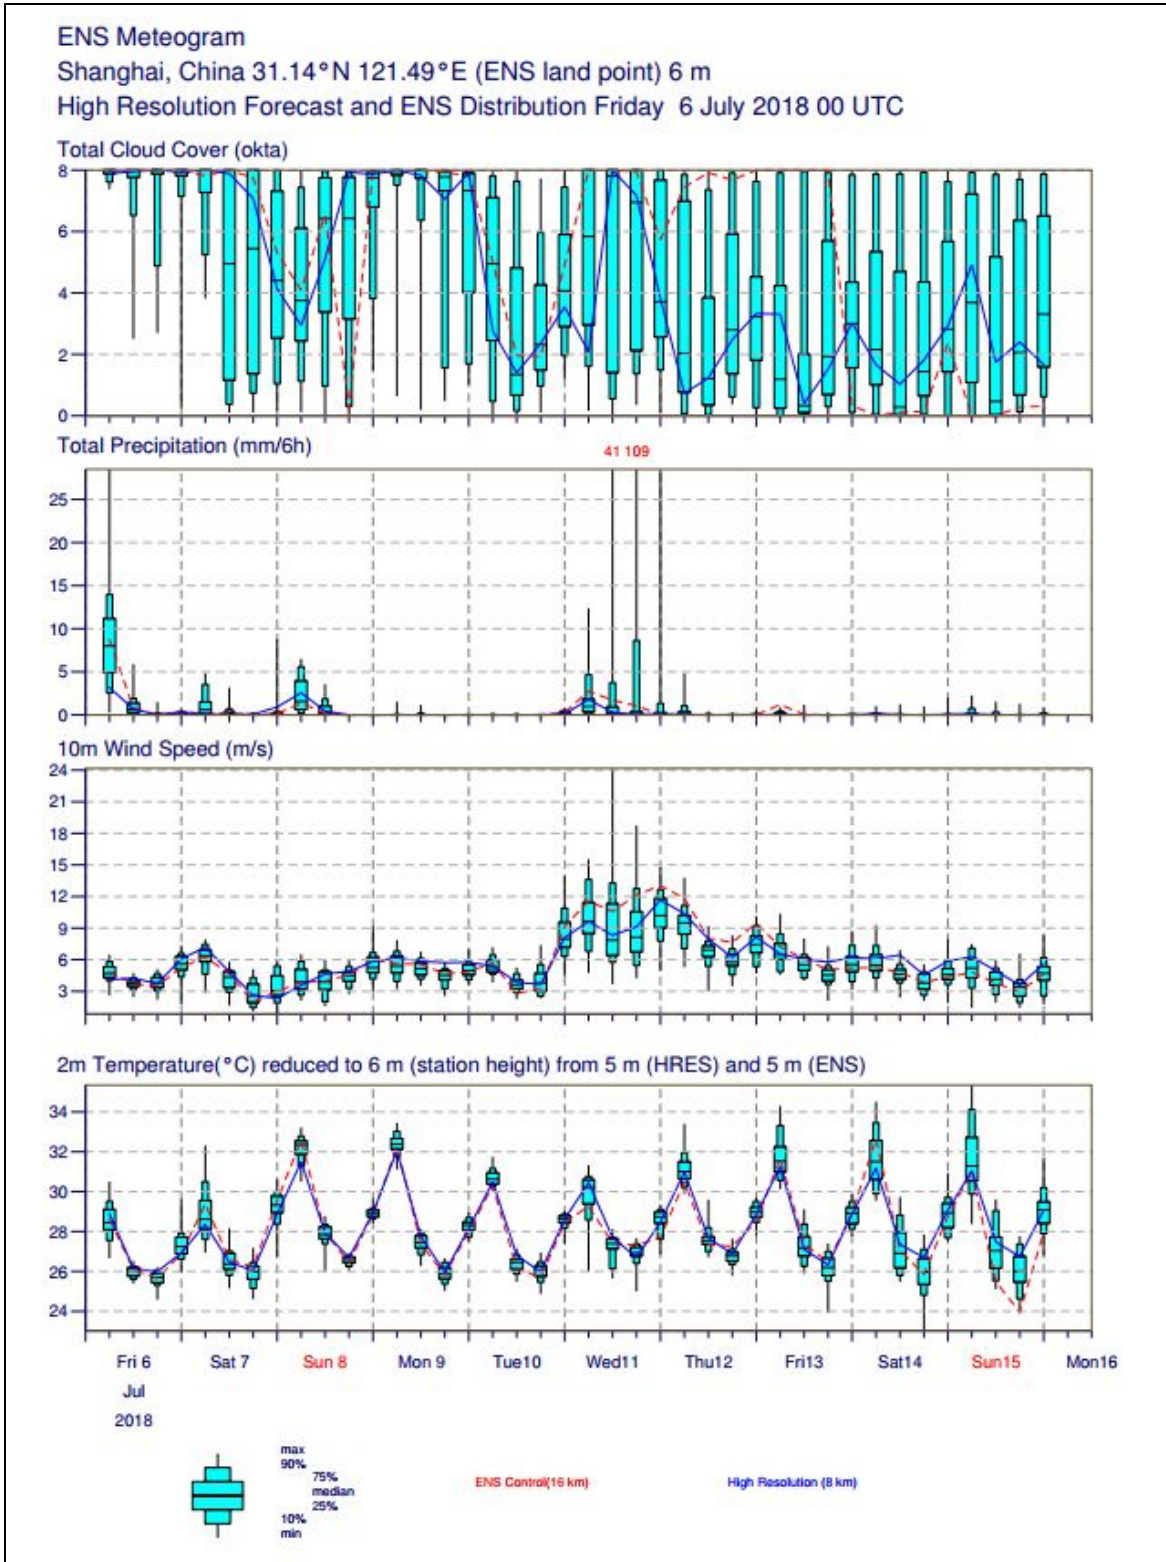 ENS Meteogram
Shanghai, China 31.14°N 121.49°E (ENS land point) 6 m
High Resolution Forecast and ENS Distribution Friday 6 July 2018 00 UTC
Total Cloud Cover (okta)
8
6
4
2
0
Total Precipitation (mm/6h)
41 109
25
20
15
10
5
0
10m Wind Speed (m/s)
24
21
18
15
12
9
6
3
2m Temperature(°C) reduced to 6 m (station height) from 5 m (HRES) and 5 m (ENS)
34
32
30
28
26
24
Fri 6 Sat 7 Sun 8 Mon 9 Tue10 Wed11 Thu12 Fri13 Sat14 Sun15 Mon16
Jul
2018
max
90%
75%
median
25%
10%
min
ENS Control(16 km)
High Resolution (8 km)